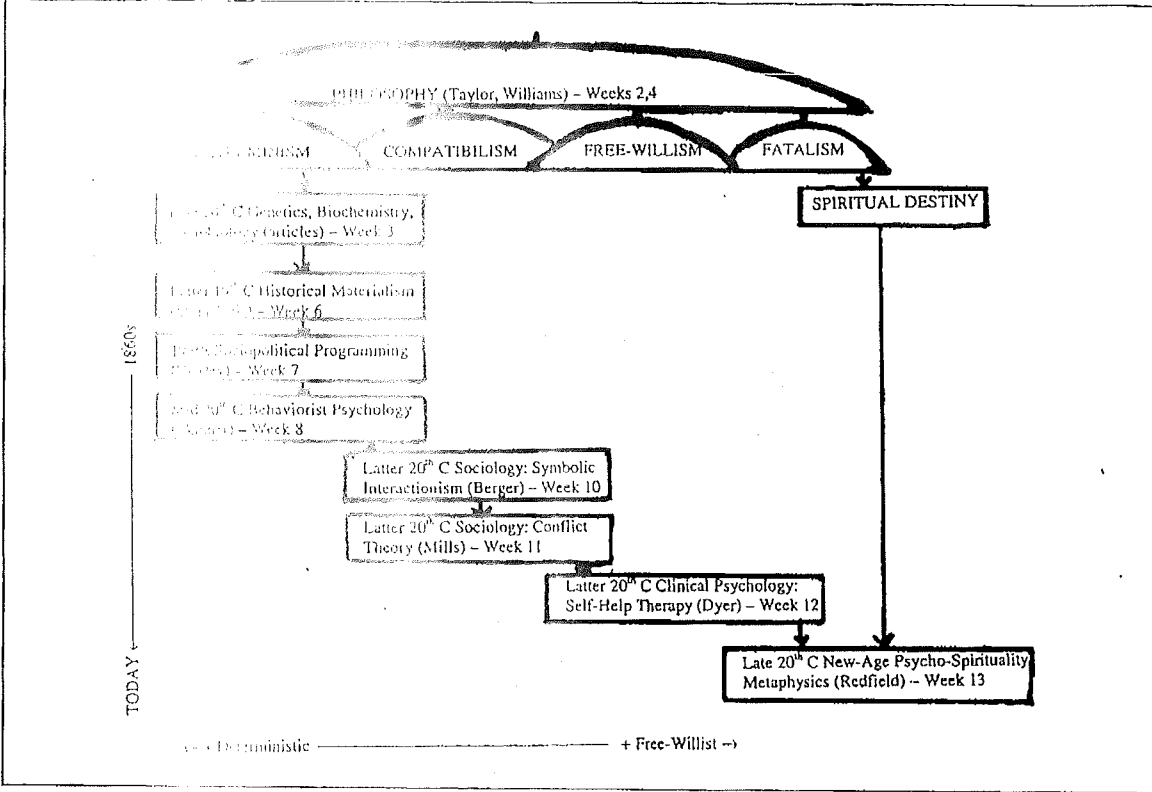 PHILOSOPHY (Taylor, Williams) – Weeks 2,4
COMPATIBILISM
FREE-WILLISM
FATALISM
SPIRITUAL DESTINY
C Genetics, Biochemistry,
(articles) – Week 3
C Historical Materialism
– Week 6
Sociopolitical Programming
– Week 7
20th C Behaviorist Psychology
– Week 8
Latter 20th C Sociology: Symbolic
Interactionism (Berger) – Week 10
Latter 20th C Sociology: Conflict
Theory (Mills) – Week 11
Latter 20th C Clinical Psychology:
Self-Help Therapy (Dyer) – Week 12
Late 20th C New-Age Psycho-Spirituality
Metaphysics (Redfield) – Week 13
1860s
TODAY ←
Deterministic
+ Free-Willist →